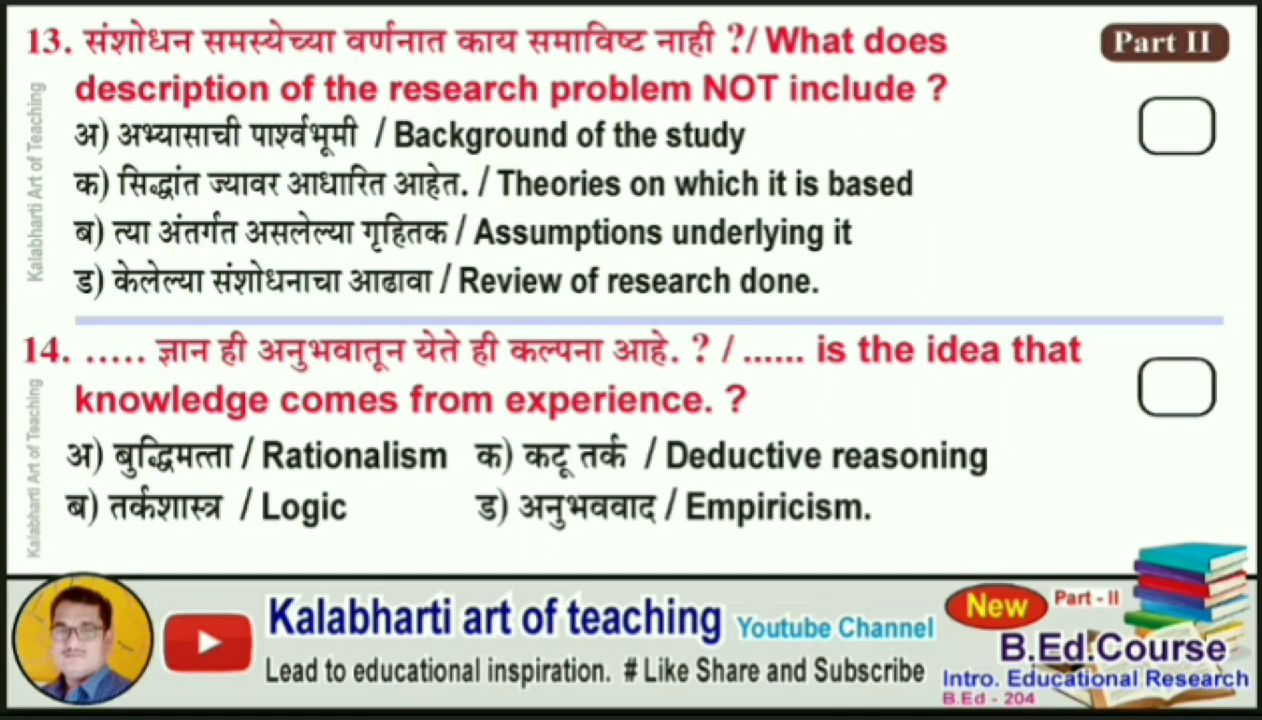 13. संशोधन समस्येच्या वर्णनात काय समाविष्ट नाही ?/ What does
Part II
description of the research problem NOT include ?
अ) अभ्यासाची पार्श्वभूमी / Background of the study
क) सिद्धांत ज्यावर आधारित आहेत. / Theories on which it is based
ब) त्या अंतर्गत असलेल्या गृहितक / Assumptions underlying it
ड) केलेल्या संशोधनाचा आढावा / Review of research done.
Kalabharti Art of Teaching
14. ..... ज्ञान ही अनुभवातून येते ही कल्पना आहे. ? / ...... is the idea that
knowledge comes from experience. ?
अ) बुद्धिमत्ता / Rationalism क) कटू तर्क / Deductive reasoning
ब) तर्कशास्त्र / Logic ड) अनुभववाद / Empiricism.
Kalabharti Art of Teaching
Kalabharti art of teaching Youtube Channel
Lead to educational inspiration. # Like Share and Subscribe
New Part - II
B.Ed.Course
Intro. Educational Research
B.Ed - 204